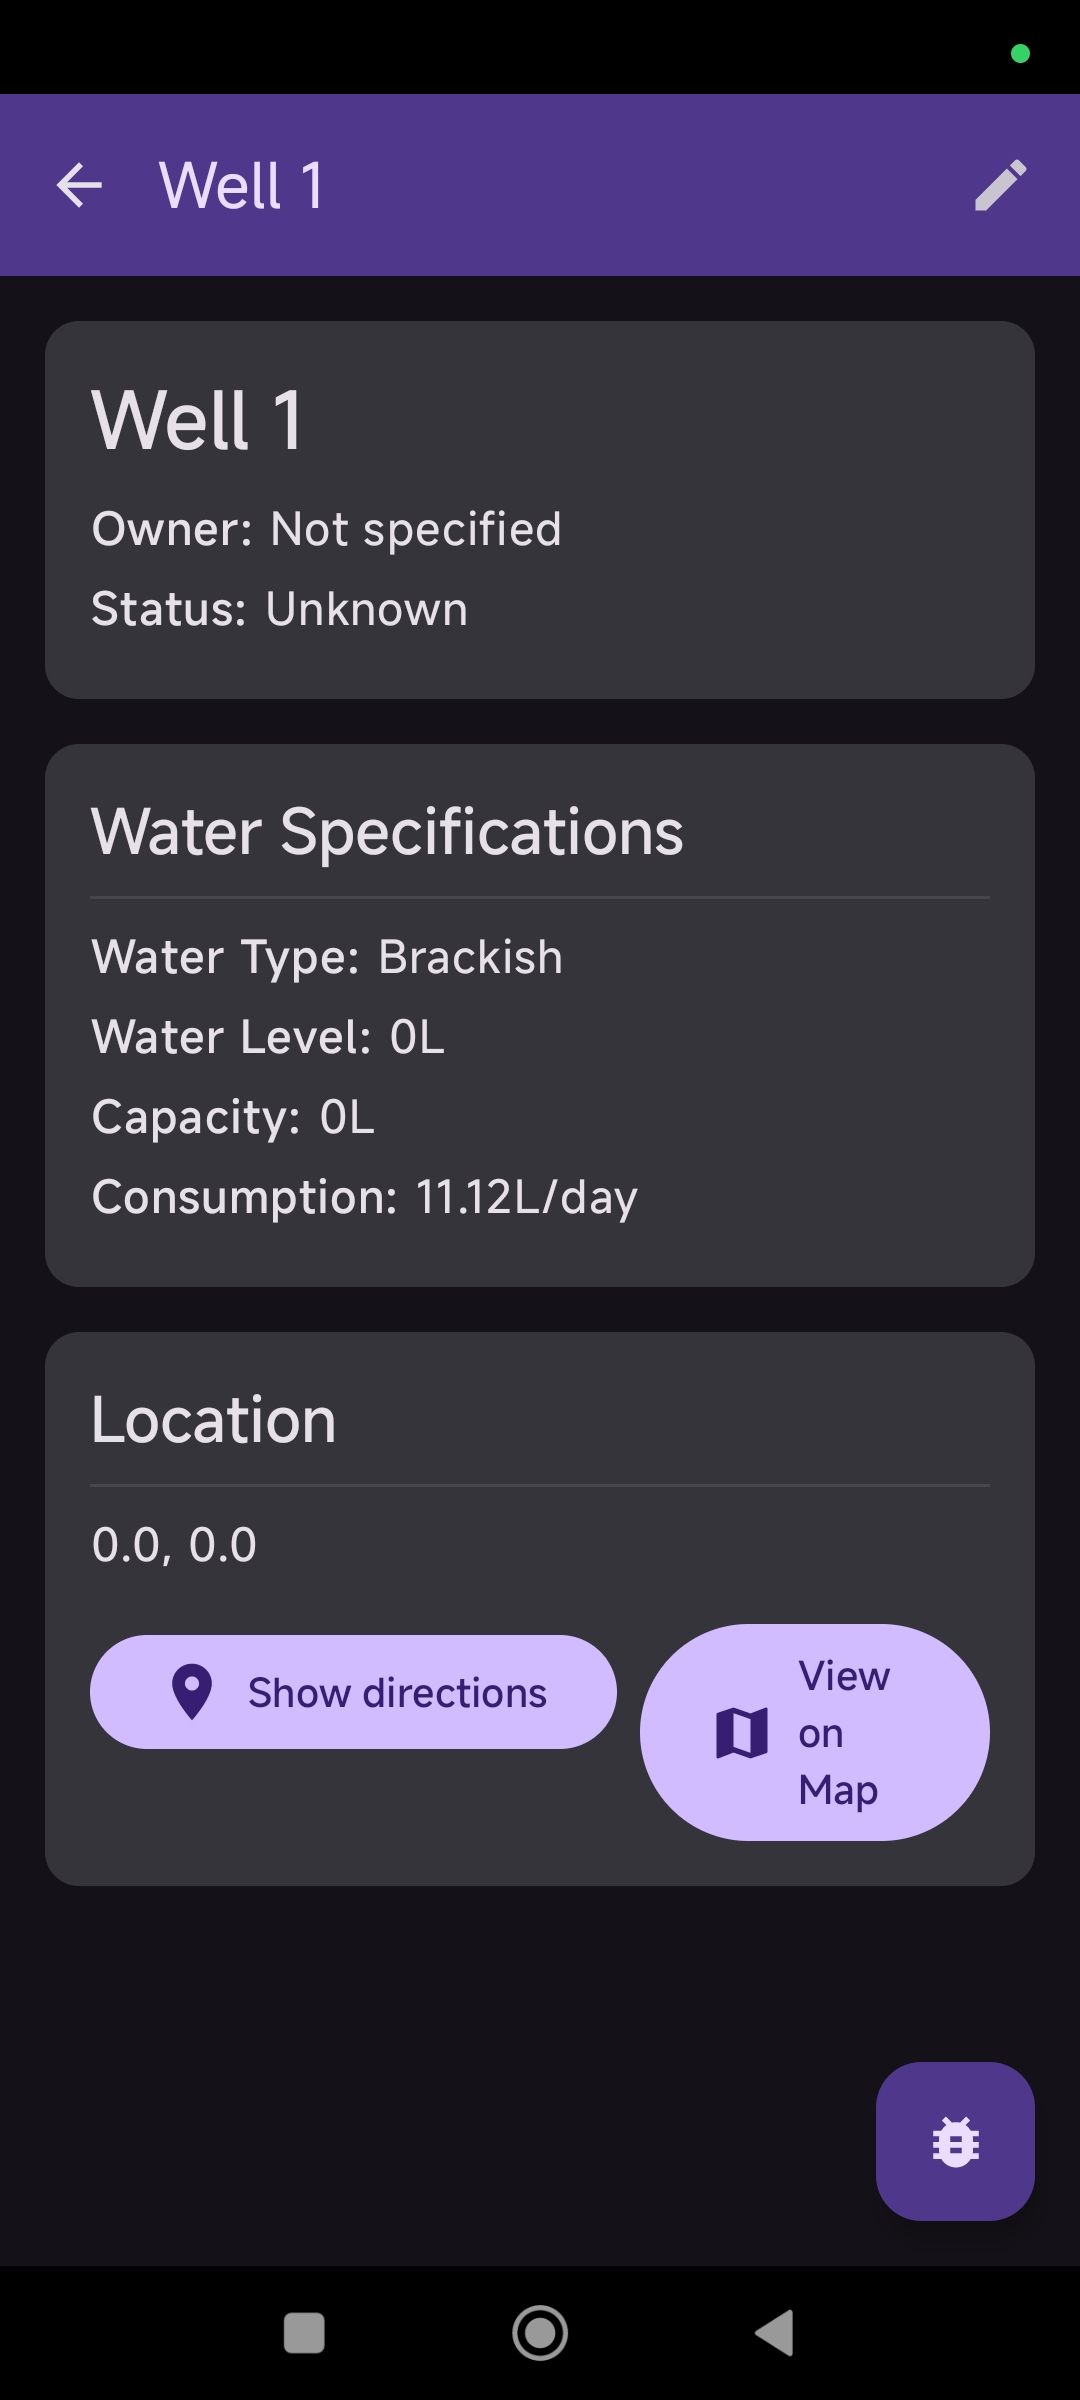 Well 1
Well 1
Owner: Not specified
Status: Unknown
Water Specifications
Water Type: Brackish
Water Level: 0L
Capacity: 0L
Consumption: 11.12L/day
Location
0.0, 0.0
Show directions
View
on
Map